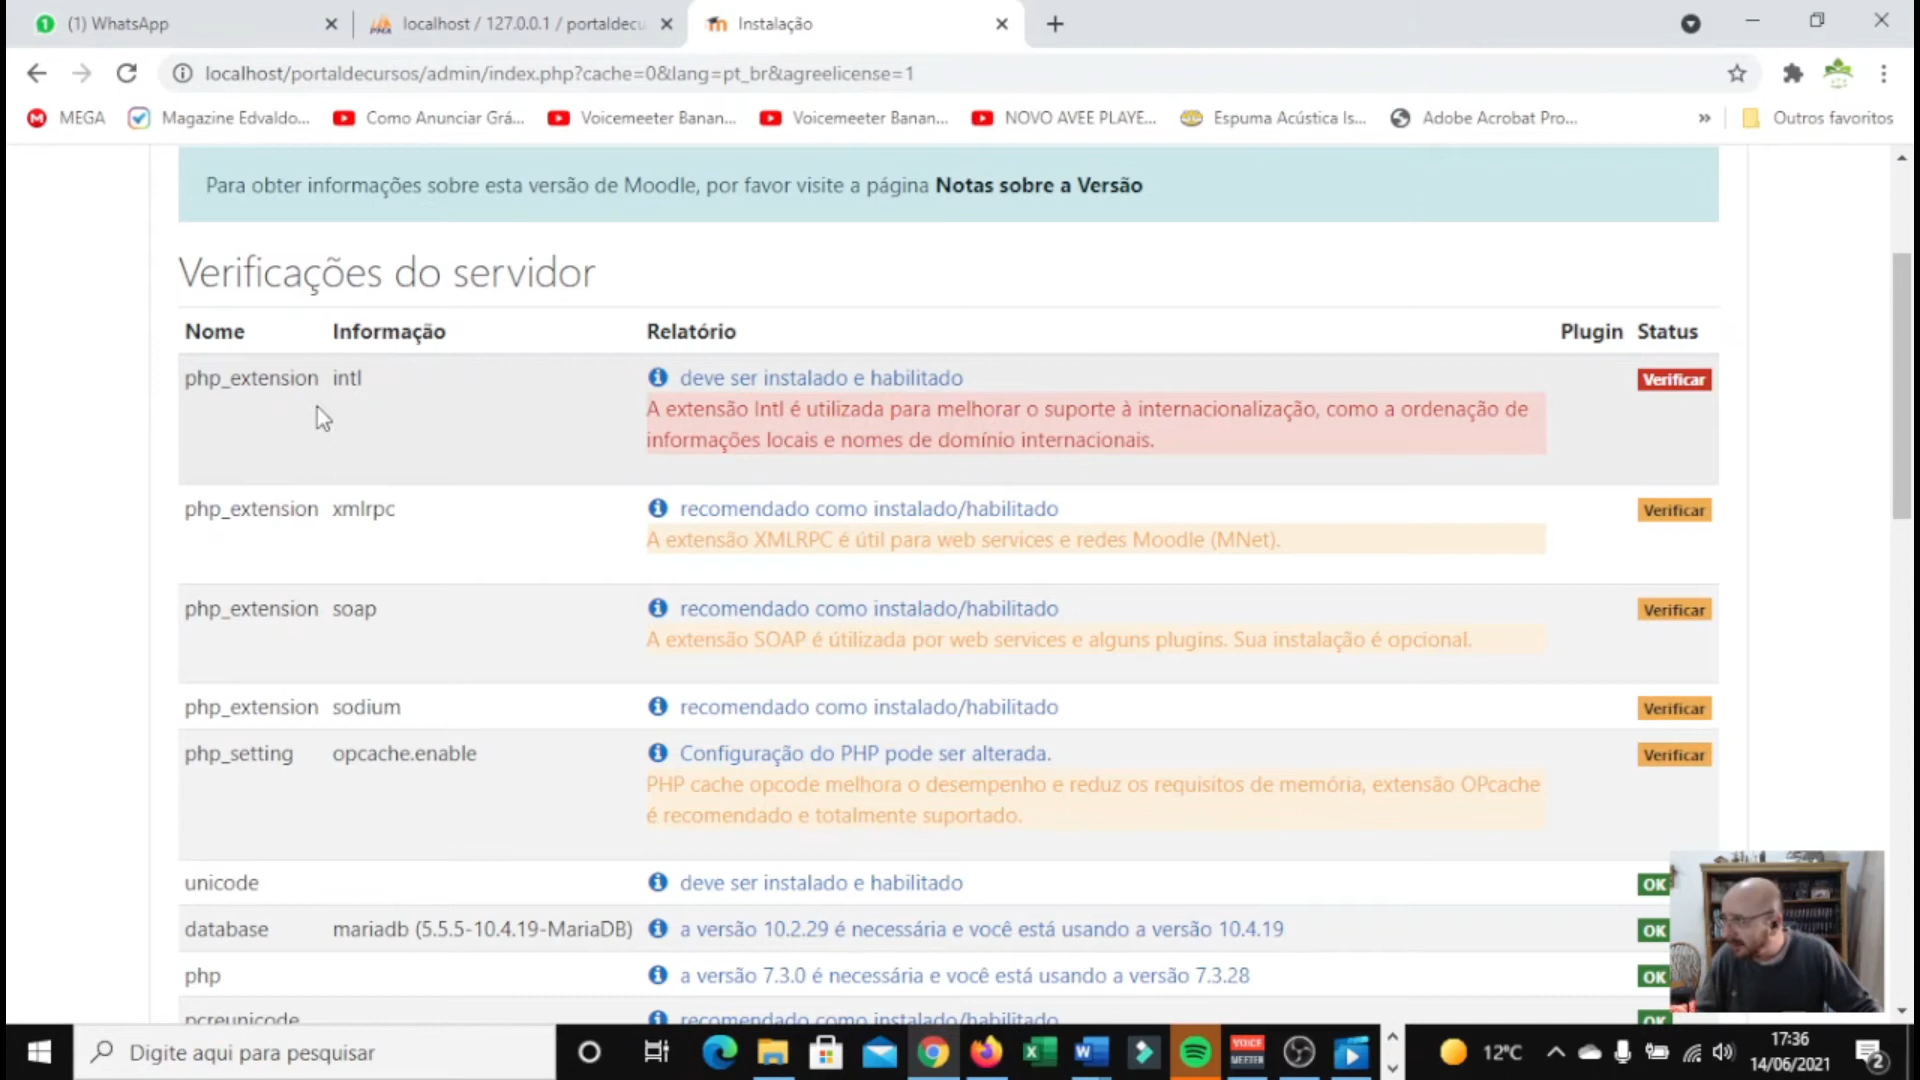 (1) WhatsApp
localhost / 127.0.0.1 / portaldecu
Instalação
localhost/portaldecursos/admin/index.php?cache=0&lang=pt_br&agreelicense=1
MEGA
Magazine Edvaldo...
Como Anunciar Grá...
Voicemeeter Banan...
Voicemeeter Banan...
NOVO AVEE PLAYE...
Espuma Acústica Is...
Adobe Acrobat Pro...
»
Outros favoritos
Para obter informações sobre esta versão de Moodle, por favor visite a página Notas sobre a Versão
Verificações do servidor
Nome Informação Relatório Plugin Status
php_extension intl deve ser instalado e habilitado Verificar
A extensão Intl é utilizada para melhorar o suporte à internacionalização, como a ordenação de
informações locais e nomes de domínio internacionais.
php_extension xmlrpc recomendado como instalado/habilitado Verificar
A extensão XMLRPC é útil para web services e redes Moodle (MNet).
php_extension soap recomendado como instalado/habilitado Verificar
A extensão SOAP é útilizada por web services e alguns plugins. Sua instalação é opcional.
php_extension sodium recomendado como instalado/habilitado Verificar
php_setting opcache.enable Configuração do PHP pode ser alterada. Verificar
PHP cache opcode melhora o desempenho e reduz os requisitos de memória, extensão OPcache
é recomendado e totalmente suportado.
unicode deve ser instalado e habilitado OK
database mariadb (5.5.5-10.4.19-MariaDB) a versão 10.2.29 é necessária e você está usando a versão 10.4.19 OK
php a versão 7.3.0 é necessária e você está usando a versão 7.3.28 OK
pcreunicode recomendado como instalado/habilitado OK
Digite aqui para pesquisar
VOICE
MEETER
12°C
17:36
14/06/2021
2